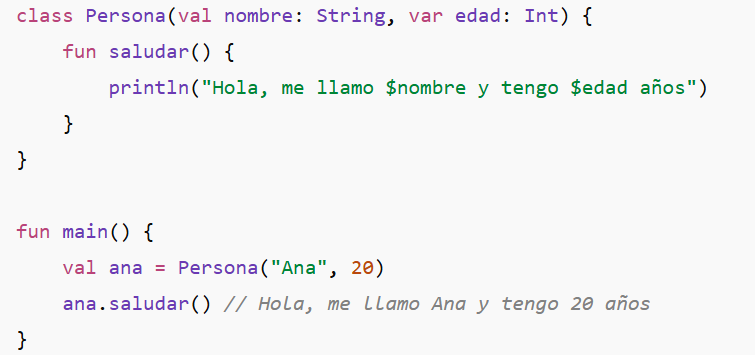 class Persona(val nombre: String, var edad: Int) {
    fun saludar() {
        println("Hola, me llamo $nombre y tengo $edad años")
    }
}

fun main() {
    val ana = Persona("Ana", 20)
    ana.saludar() // Hola, me llamo Ana y tengo 20 años
}